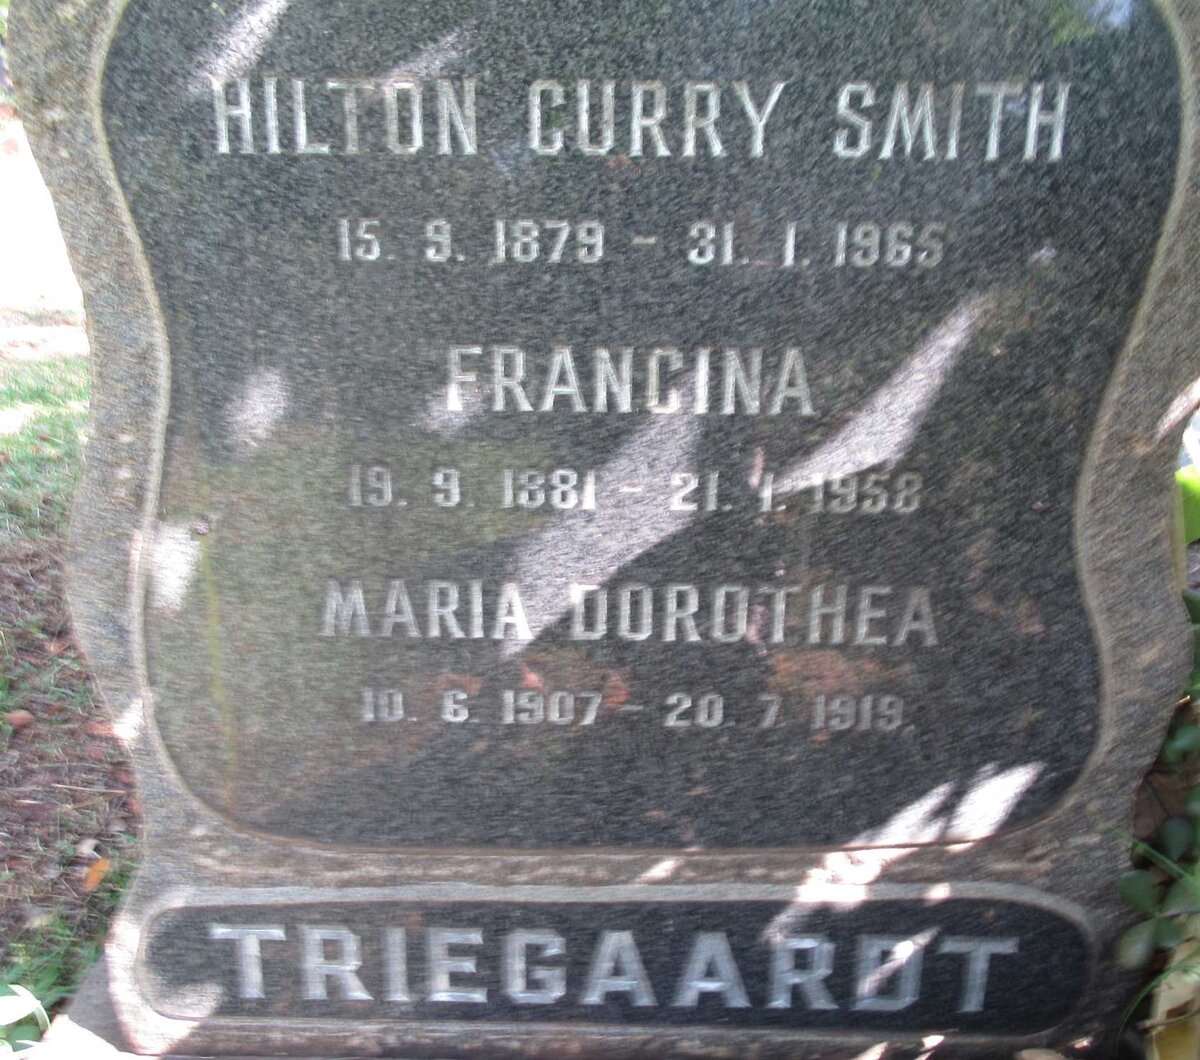 HILTON CURRY SMITH
15. 9. 1879 - 31. 1. 1965
FRANCINA
19. 9. 1881 - 21. 1. 1958
MARIA DOROTHEA
10. 6. 1907 - 20. 7. 1919.
TRIEGAARDT